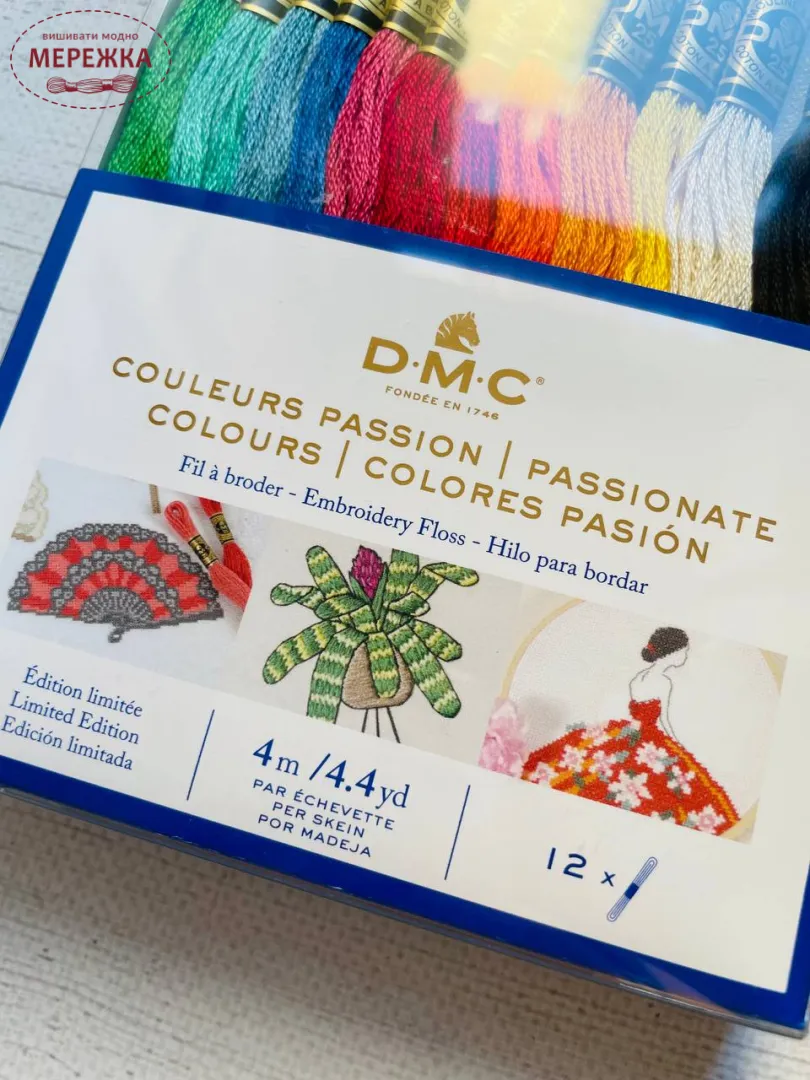 вишивати модно
МЕРЕЖКА
D·M·C®
FONDÉE EN 1746
COULEURS PASSION | PASSIONATE
COLOURS | COLORES PASIÓN
Fil à broder - Embroidery Floss - Hilo para bordar
Édition limitée
Limited Edition
Edición limitada
4m /4.4yd
PAR ÉCHEVETTE
PER SKEIN
POR MADEJA
12 x